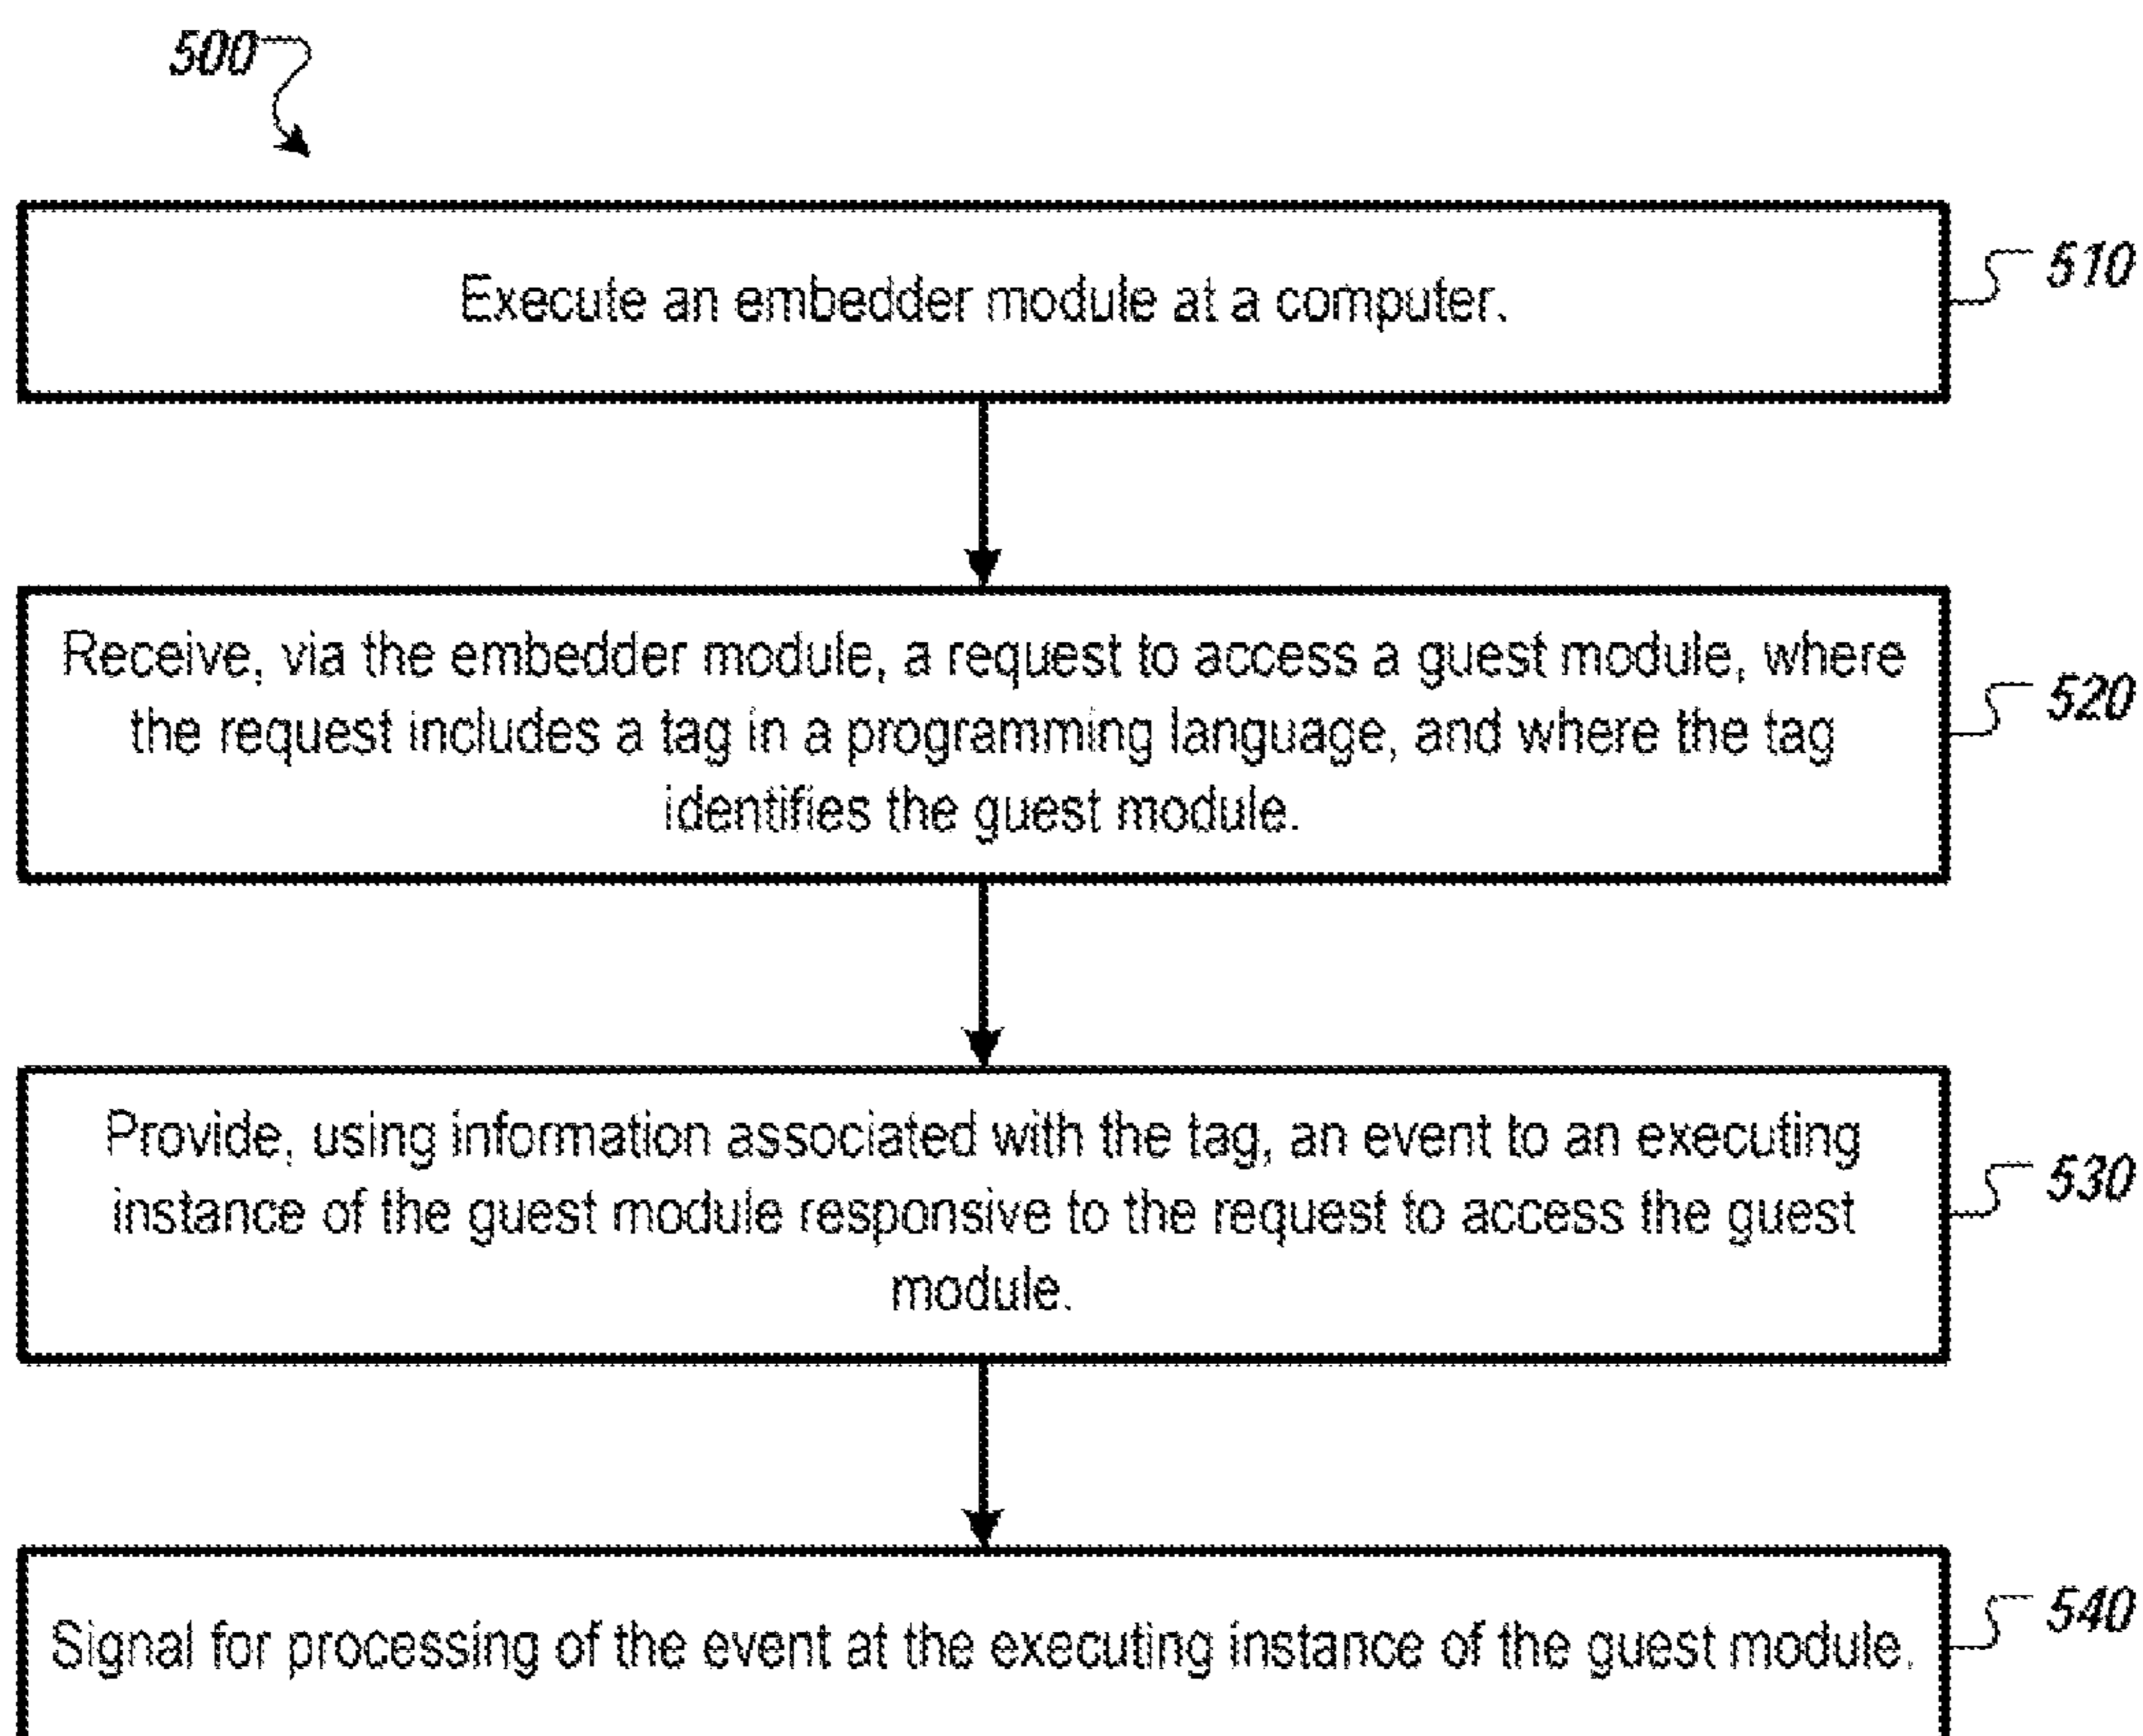 500
Execute an embedder module at a computer.
510
Receive, via the embedder module, a request to access a guest module, where
the request includes a tag in a programming language, and where the tag
identifies the guest module.
520
Provide, using information associated with the tag, an event to an executing
instance of the guest module responsive to the request to access the guest
module.
530
Signal for processing of the event at the executing instance of the guest module.
540